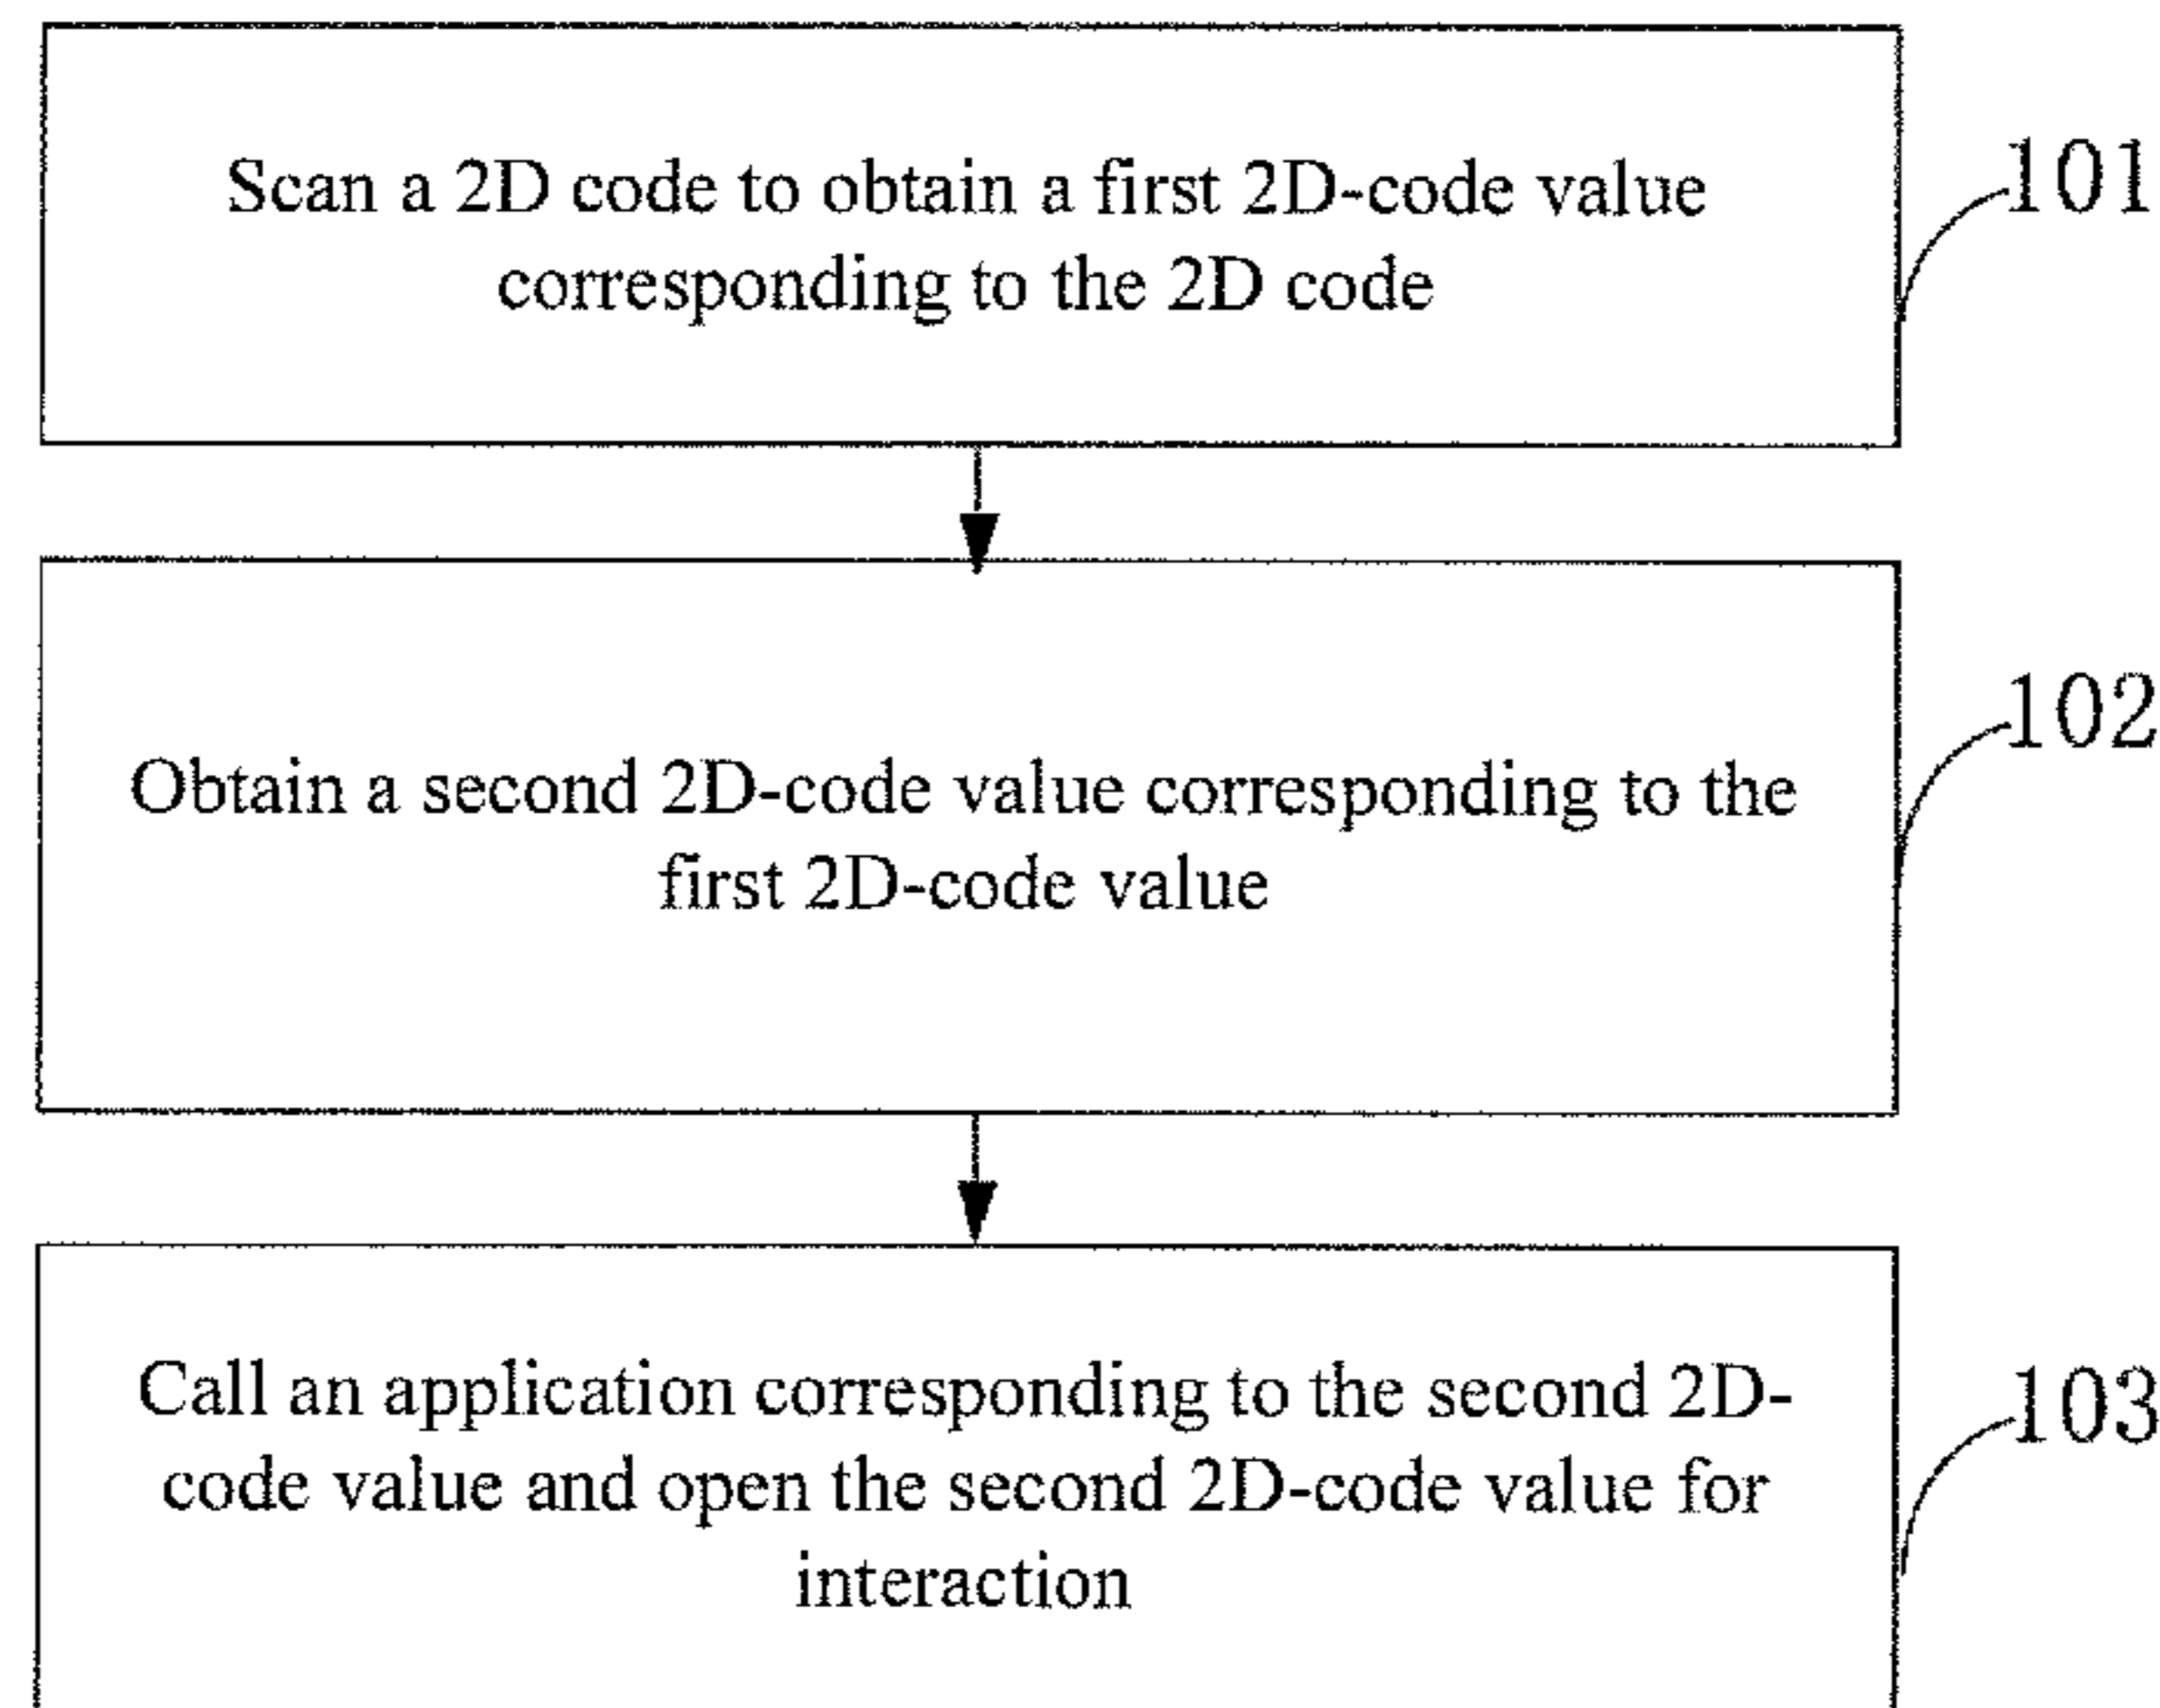 Scan a 2D code to obtain a first 2D-code value
corresponding to the 2D code
101
Obtain a second 2D-code value corresponding to the
first 2D-code value
102
Call an application corresponding to the second 2D-
code value and open the second 2D-code value for
interaction
103